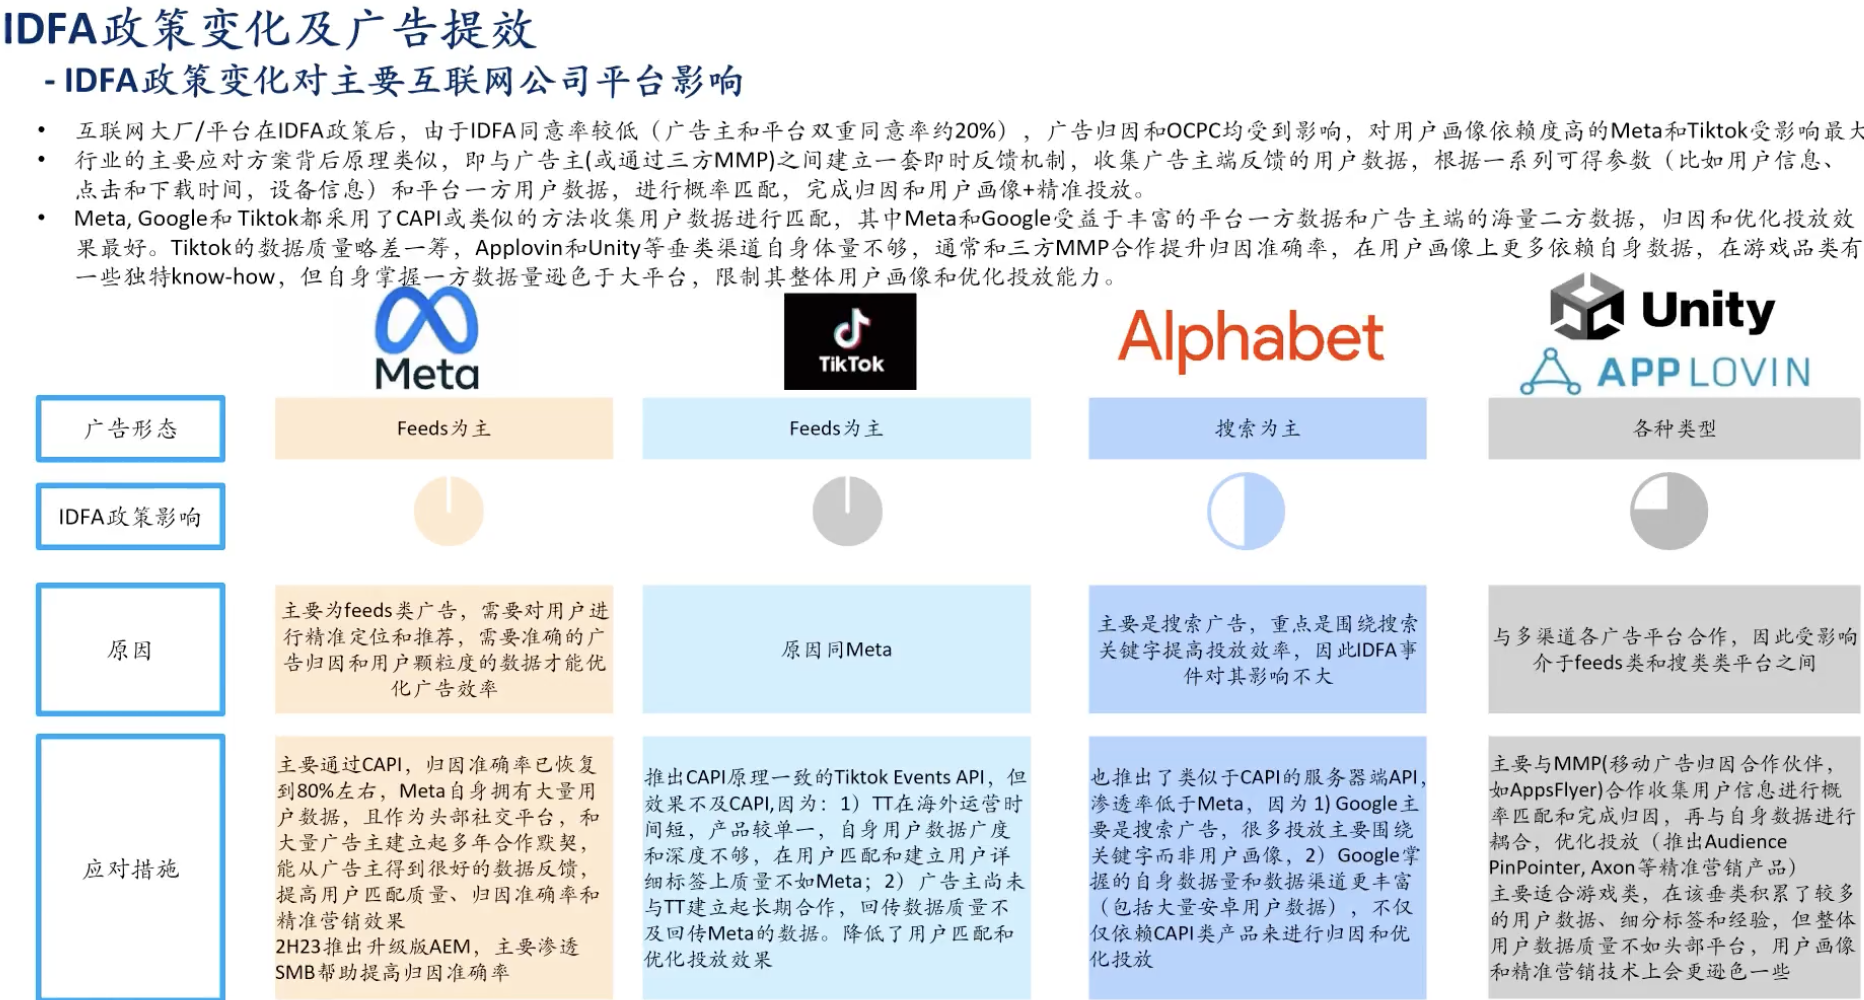 IDFA政策变化及广告提效
- IDFA政策变化对主要互联网公司平台影响
• 互联网大厂/平台在IDFA政策后，由于IDFA同意率较低（广告主和平台双重同意率约20%），广告归因和OCPC均受到影响，对用户画像依赖度高的Meta和Tiktok受影响最大
• 行业的主要应对方案背后原理类似，即与广告主(或通过三方MMP)之间建立一套即时反馈机制，收集广告主端反馈的用户数据，根据一系列可得参数（比如用户信息、
点击和下载时间，设备信息）和平台一方用户数据，进行概率匹配，完成归因和用户画像+精准投放。
• Meta, Google和 Tiktok都采用了CAPI或类似的方法收集用户数据进行匹配，其中Meta和Google受益于丰富的平台一方数据和广告主端的海量二方数据，归因和优化投放效
果最好。Tiktok的数据质量略差一筹，Applovin和Unity等垂类渠道自身体量不够，通常和三方MMP合作提升归因准确率，在用户画像上更多依赖自身数据，在游戏品类有
一些独特know-how，但自身掌握一方数据量逊色于大平台，限制其整体用户画像和优化投放能力。
Meta
TikTok
Alphabet
Unity
APPLOVIN
广告形态
Feeds为主
Feeds为主
搜索为主
各种类型
IDFA政策影响
原因
主要为feeds类广告，需要对用户进
行精准定位和推荐，需要准确的广
告归因和用户颗粒度的数据才能优
化广告效率
原因同Meta
主要是搜索广告，重点是围绕搜索
关键字提高投放效率，因此IDFA事
件对其影响不大
与多渠道各广告平台合作，因此受影响
介于feeds类和搜类类平台之间
应对措施
主要通过CAPI，归因准确率已恢复
到80%左右，Meta自身拥有大量用
户数据，且作为头部社交平台，和
大量广告主建立起多年合作默契，
能从广告主得到很好的数据反馈，
提高用户匹配质量、归因准确率和
精准营销效果
2H23推出升级版AEM，主要渗透
SMB帮助提高归因准确率
推出CAPI原理一致的Tiktok Events API，但
效果不及CAPI,因为：1）TT在海外运营时
间短，产品较单一，自身用户数据广度
和深度不够，在用户匹配和建立用户详
细标签上质量不如Meta；2）广告主尚未
与TT建立起长期合作，回传数据质量不
及回传Meta的数据。降低了用户匹配和
优化投放效果
也推出了类似于CAPI的服务器端API，
渗透率低于Meta，因为 1) Google主
要是搜索广告，很多投放主要围绕
关键字而非用户画像，2）Google掌
握的自身数据量和数据渠道更丰富
（包括大量安卓用户数据），不仅
仅依赖CAPI类产品来进行归因和优
化投放
主要与MMP(移动广告归因合作伙伴，
如AppsFlyer)合作收集用户信息进行概
率匹配和完成归因，再与自身数据进行
耦合，优化投放（推出Audience
PinPointer, Axon等精准营销产品）
主要适合游戏类，在该垂类积累了较多
的用户数据、细分标签和经验，但整体
用户数据质量不如头部平台，用户画像
和精准营销技术上会更逊色一些